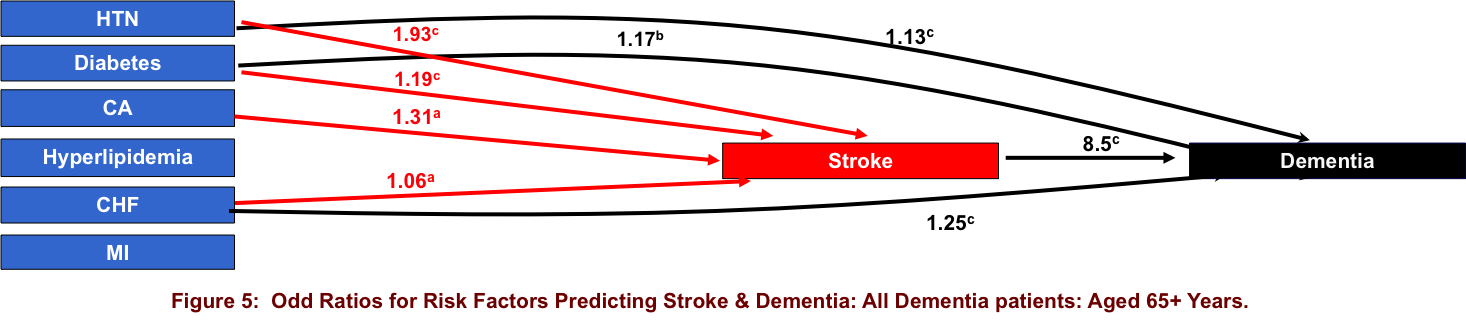 HTN
1.93ᶜ
1.17ᵇ
1.13ᶜ
Diabetes
1.19ᶜ
CA
1.31ᵃ
8.5ᶜ
Hyperlipidemia
Stroke
Dementia
1.06ᵃ
CHF
1.25ᶜ
MI
Figure 5: Odd Ratios for Risk Factors Predicting Stroke & Dementia: All Dementia patients: Aged 65+ Years.